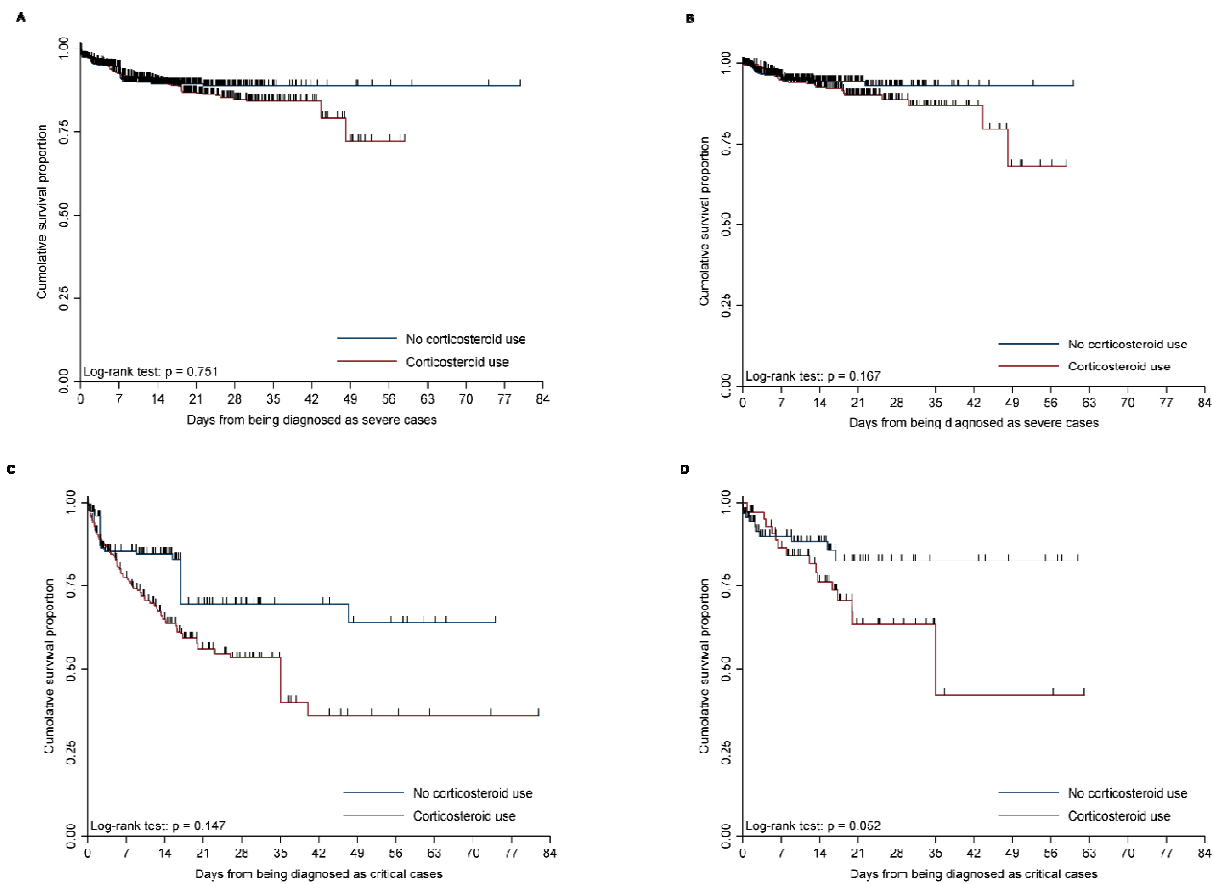 A
Cumolative survival proportion
1.00
0.75
0.50
0.25
0.00
No corticosteroid use
Corticosteroid use
Log-rank test: p = 0.751
0 7 14 21 28 35 42 49 56 63 70 77 84
Days from being diagnosed as severe cases
B
Cumolative survival proportion
1.00
0.75
0.50
0.25
0.00
No corticosteroid use
Corticosteroid use
Log-rank test: p = 0.167
0 7 14 21 28 35 42 49 56 63 70 77 84
Days from being diagnosed as severe cases
C
Cumolative survival proportion
1.00
0.75
0.50
0.25
0.00
No corticosteroid use
Corticosteroid use
Log-rank test: p = 0.147
0 7 14 21 28 35 42 49 56 63 70 77 84
Days from being diagnosed as critical cases
D
Cumolative survival proportion
1.00
0.75
0.50
0.25
0.00
No corticosteroid use
Corticosteroid use
Log-rank test: p = 0.052
0 7 14 21 28 35 42 49 56 63 70 77 84
Days from being diagnosed as critical cases